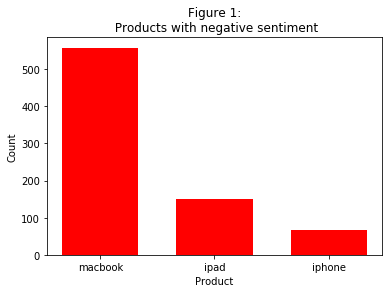 Figure 1:
Products with negative sentiment
500
400
300
200
100
0
Count
macbook ipad iphone
Product